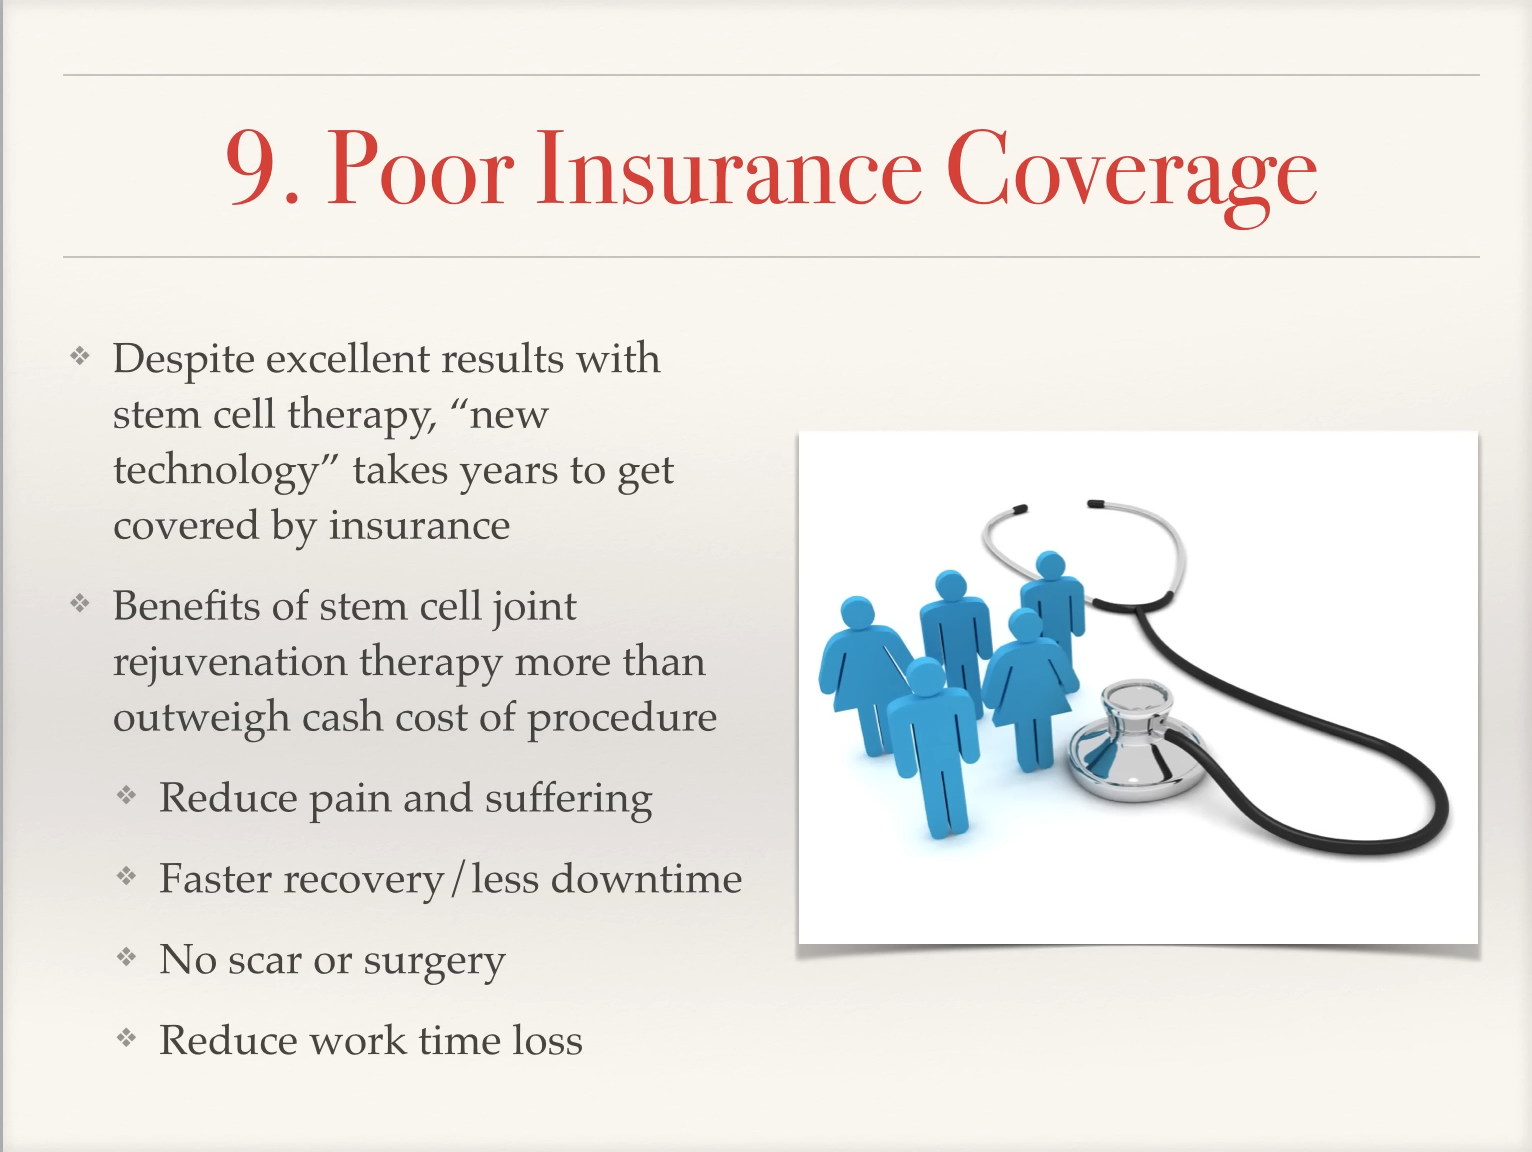 9. Poor Insurance Coverage
Despite excellent results with
stem cell therapy, “new
technology” takes years to get
covered by insurance
Benefits of stem cell joint
rejuvenation therapy more than
outweigh cash cost of procedure
Reduce pain and suffering
Faster recovery/less downtime
No scar or surgery
Reduce work time loss